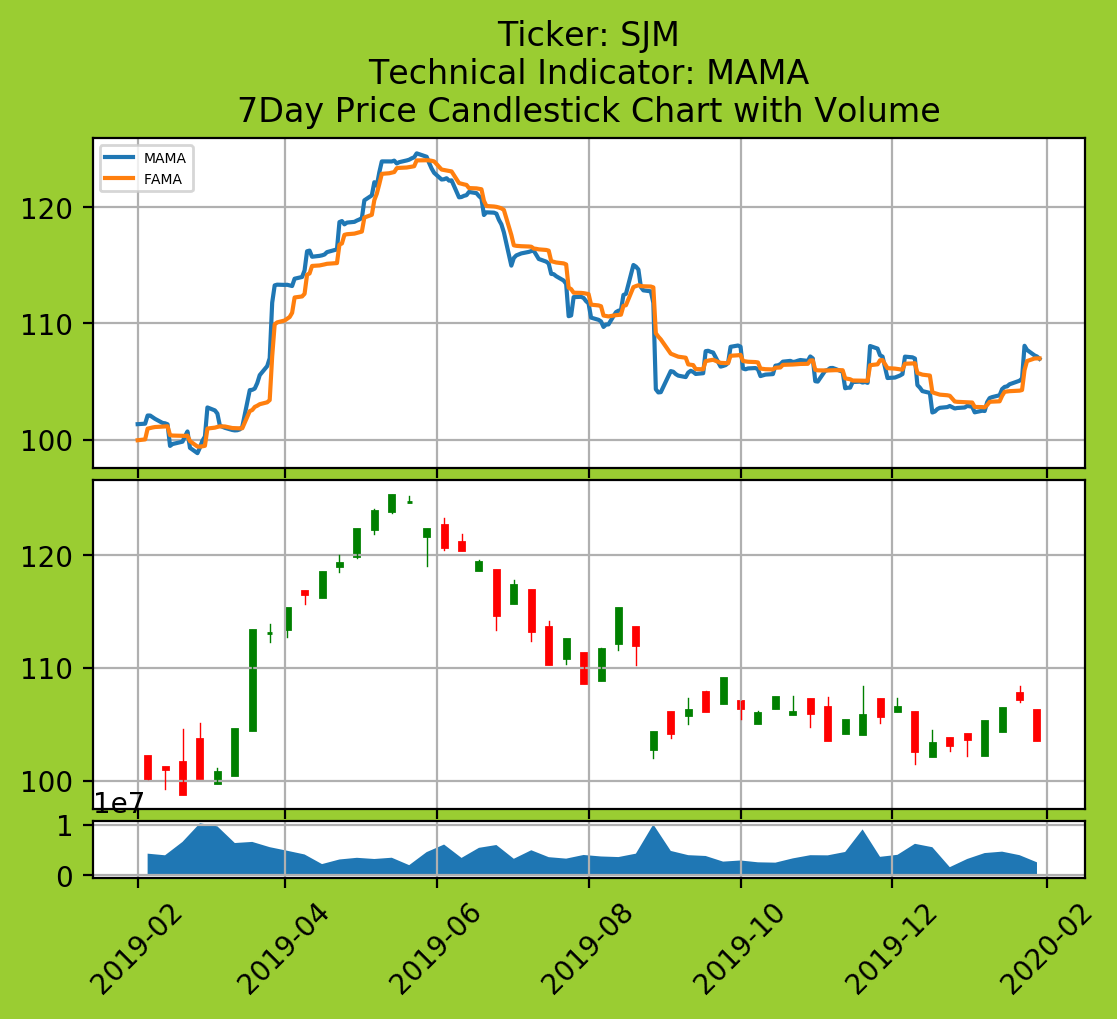 Ticker: SJM
Technical Indicator: MAMA
7Day Price Candlestick Chart with Volume
MAMA
FAMA
120
110
100
120
110
100
1e7
1
0
2019-02 2019-04 2019-06 2019-08 2019-10 2019-12 2020-02